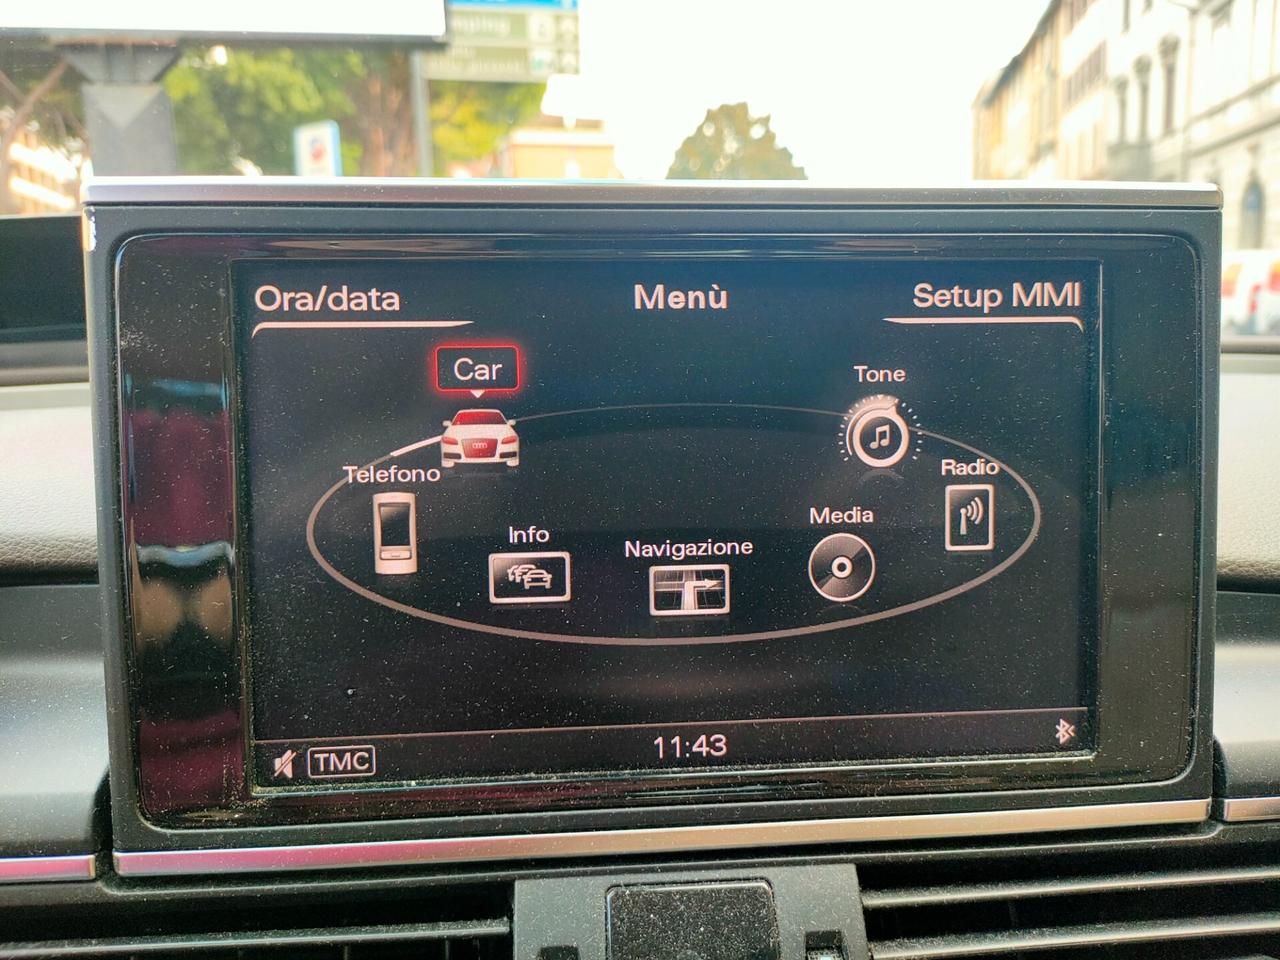 Ora/data
Menù
Setup MMI
Car
Tone
Telefono
Radio
Info
Media
Navigazione
TMC
11:43